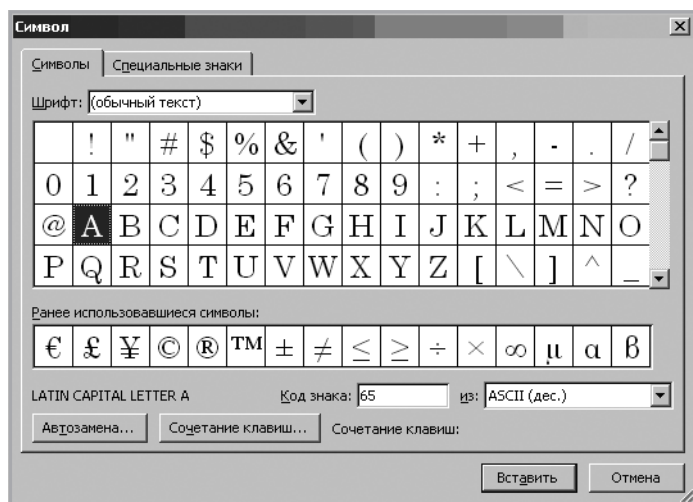 Символ
Символы Специальные знаки
Шрифт: (обычный текст)
! " # $ % & ' ( ) * + , - . /
0 1 2 3 4 5 6 7 8 9 : ; < = > ?
@ A B C D E F G H I J K L M N O
P Q R S T U V W X Y Z [ \ ] ^ _
Ранее использовавшиеся символы:
€ £ ¥ © ® ™ ± ≠ ≤ ≥ ÷ × ∞ µ α β
LATIN CAPITAL LETTER A Код знака: 65 из: ASCII (дес.)
Автозамена... Сочетание клавиш... Сочетание клавиш:
Вставить Отмена